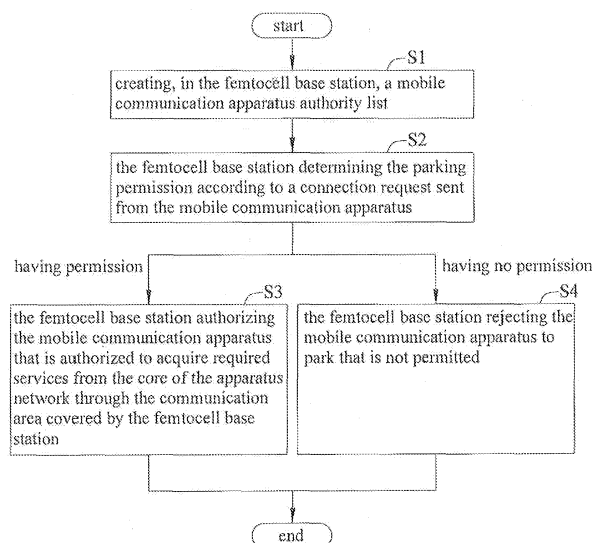 start
S1
creating, in the femtocell base station, a mobile
communication apparatus authority list
S2
the femtocell base station determining the parking
permission according to a connection request sent
from the mobile communication apparatus
having permission
having no permission
S3
the femtocell base station authorizing
the mobile communication apparatus
that is authorized to acquire required
services from the core of the apparatus
network through the communication
area covered by the femtocell base
station
S4
the femtocell base station rejecting the
mobile communication apparatus to
park that is not permitted
end